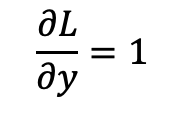 ∂L/∂y = 1